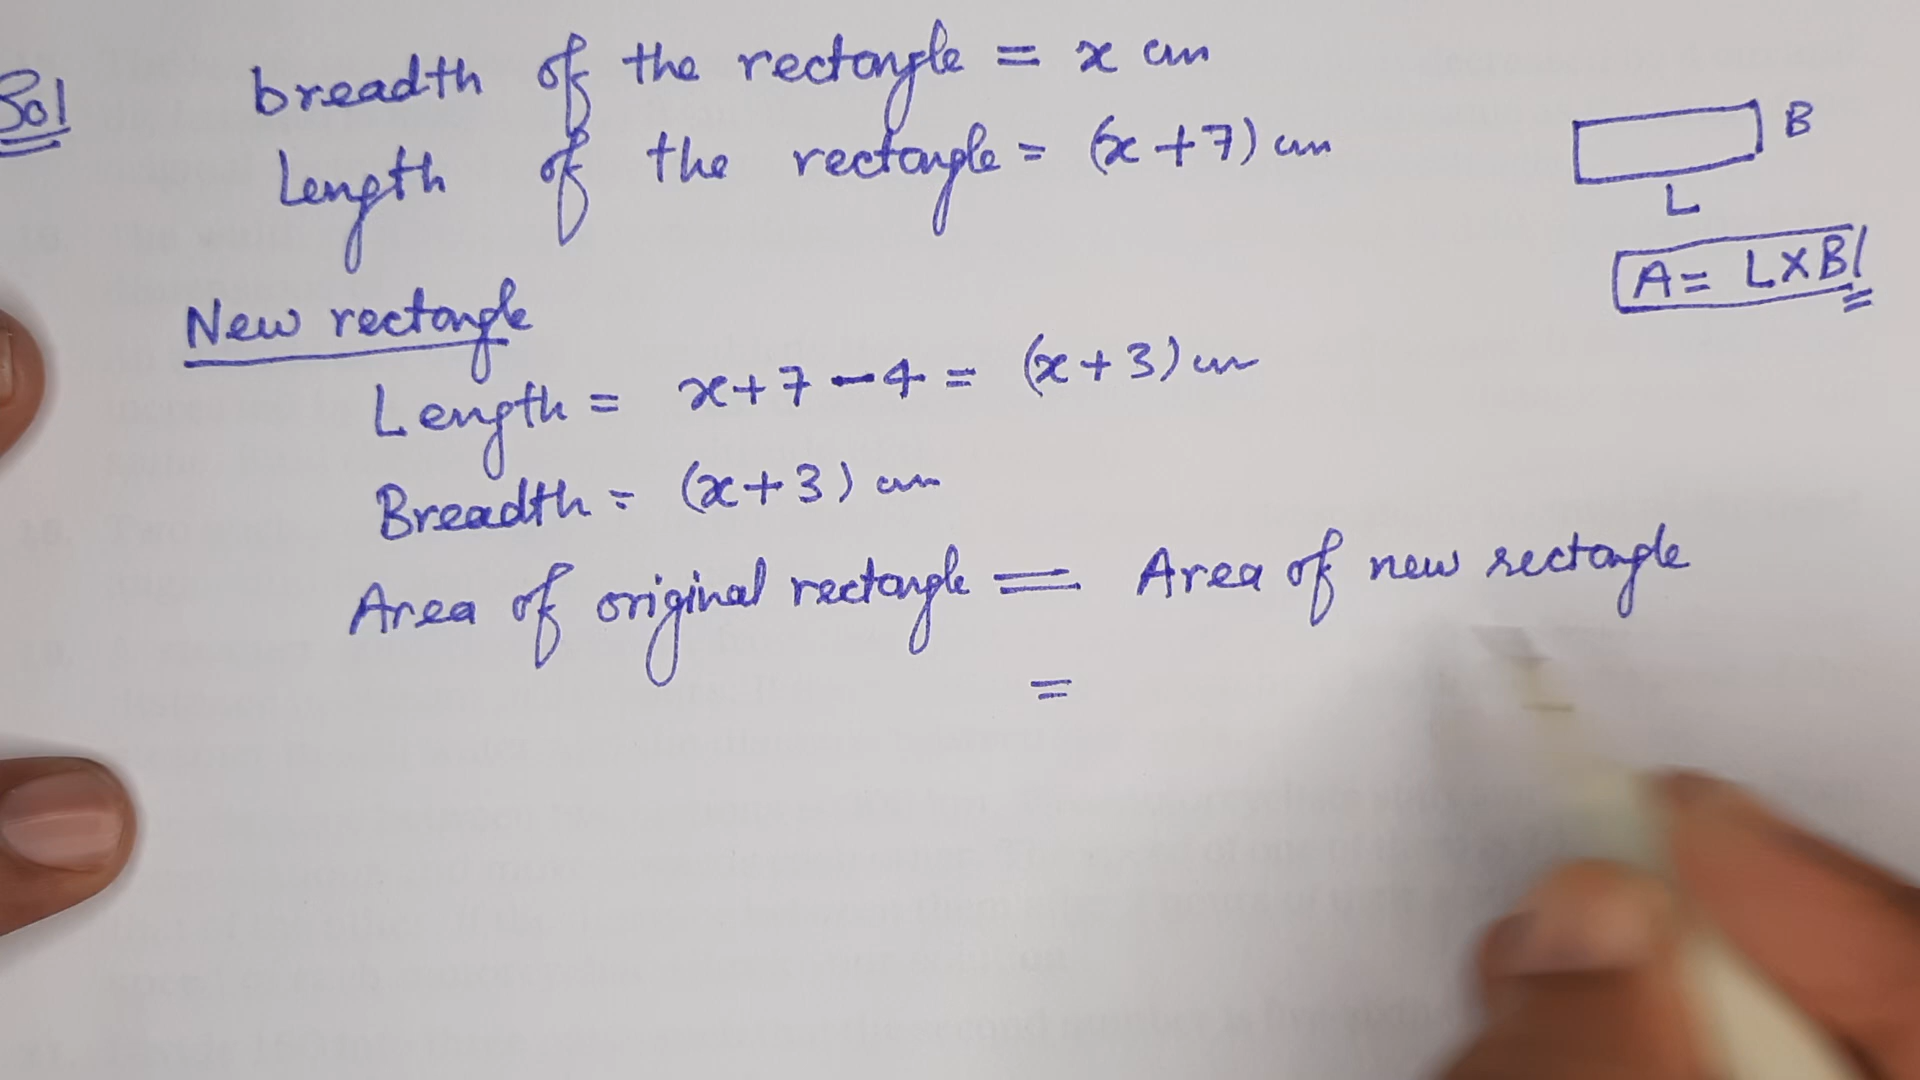 Sol
breadth of the rectangle = x cm
Length of the rectangle = (x+7) cm
B
L
A = L×B
New rectangle
Length = x+7-4 = (x+3) cm
Breadth = (x+3) cm
Area of original rectangle = Area of new rectangle
=